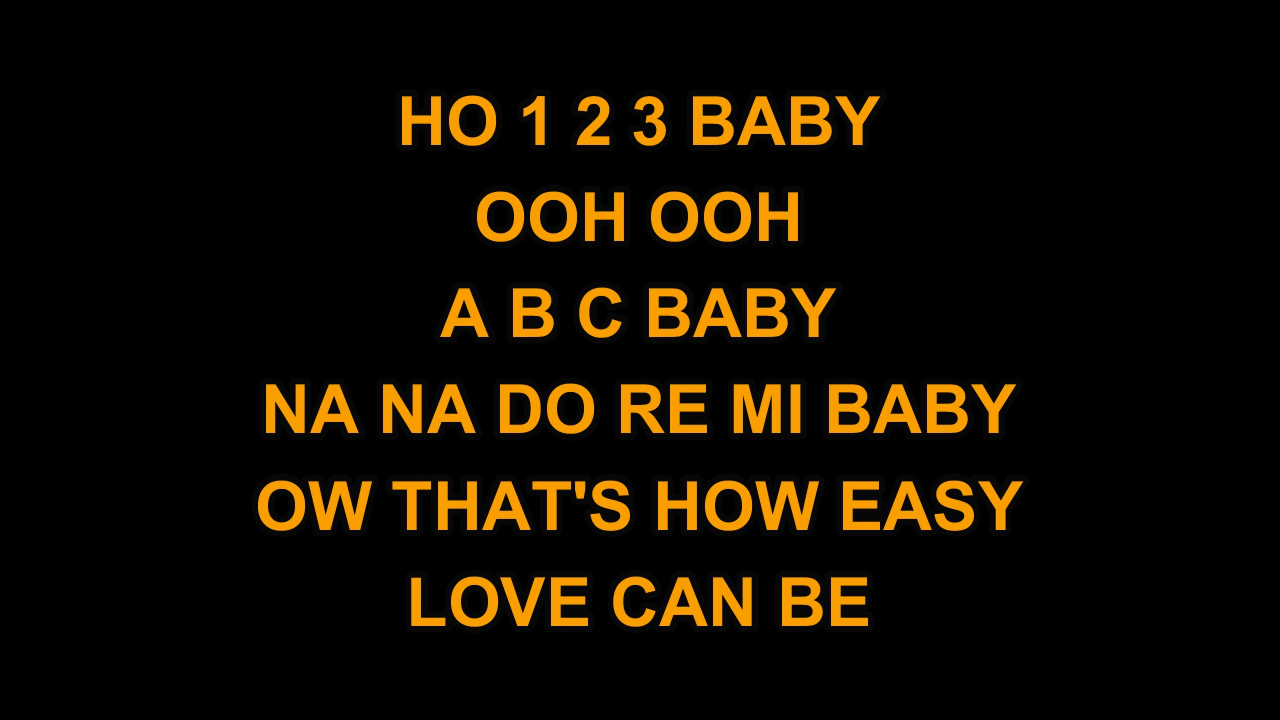 HO 1 2 3 BABY
OOH OOH
A B C BABY
NA NA DO RE MI BABY
OW THAT'S HOW EASY
LOVE CAN BE